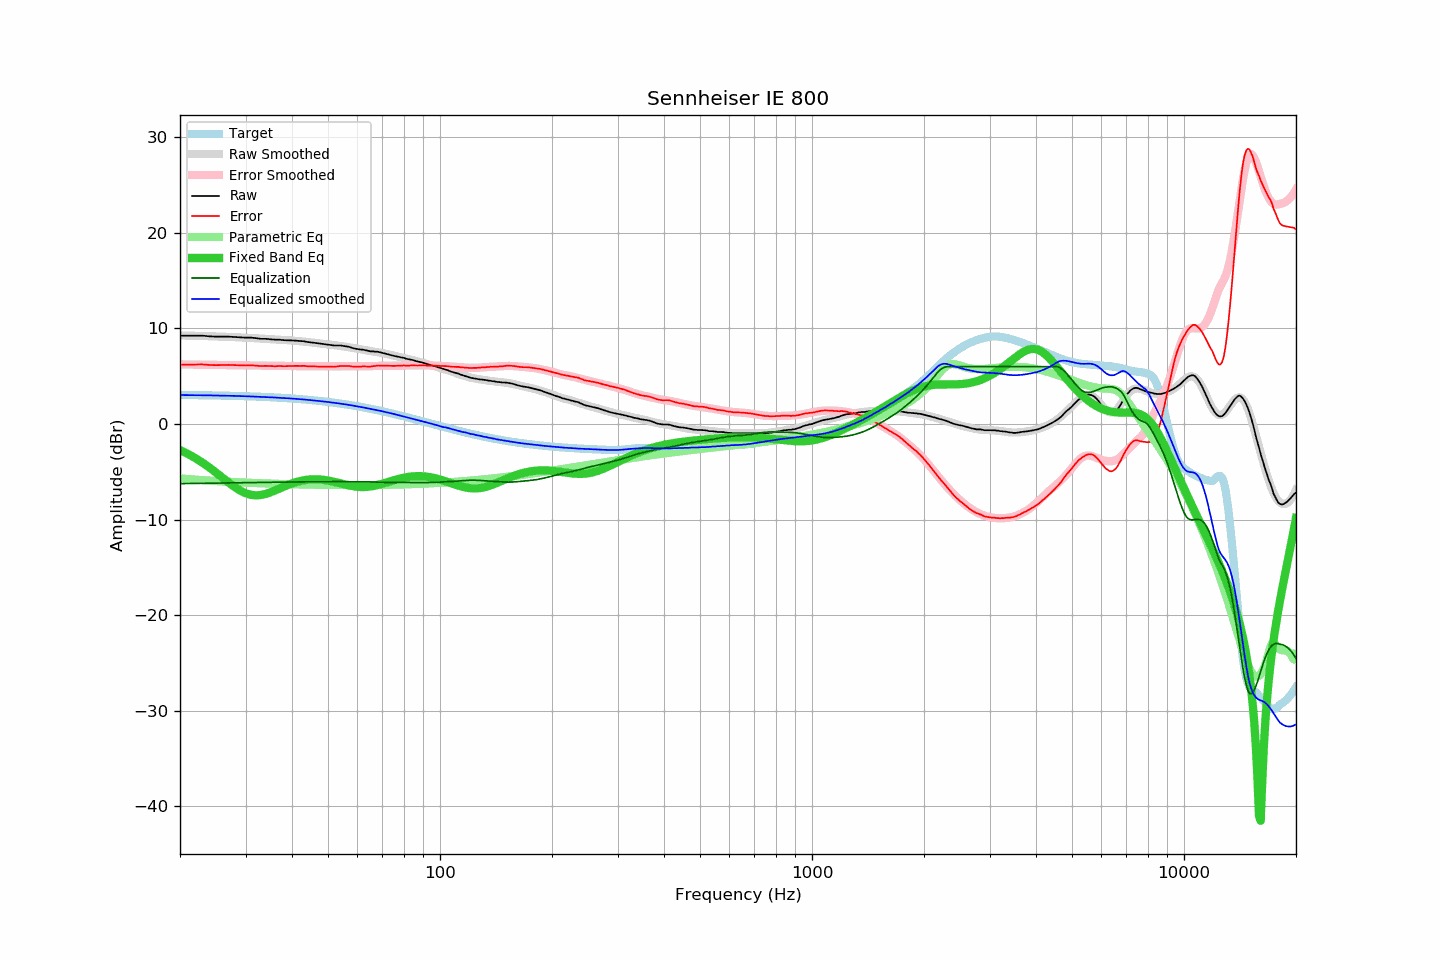 Sennheiser IE 800
30
20
10
0
−10
−20
−30
−40
Amplitude (dBr)
Target
Raw Smoothed
Error Smoothed
Raw
Error
Parametric Eq
Fixed Band Eq
Equalization
Equalized smoothed
100
1000
10000
Frequency (Hz)